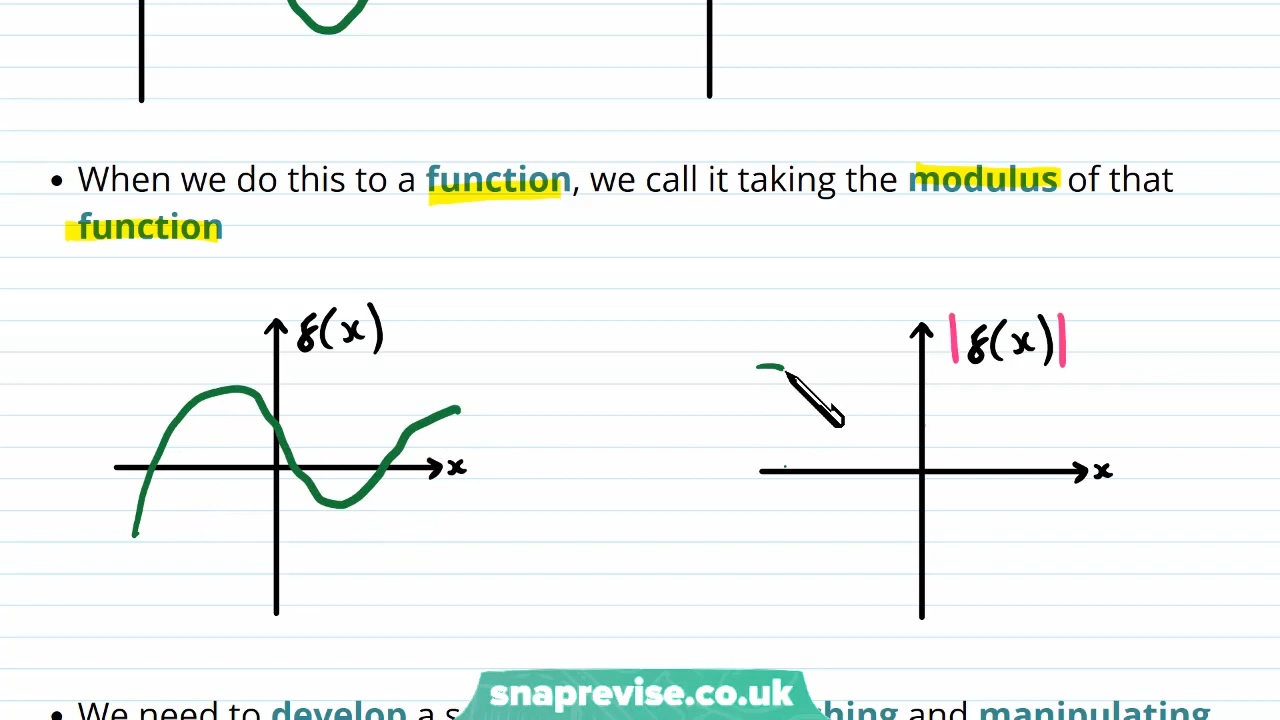 • When we do this to a function, we call it taking the modulus of that
function
f(x)
|f(x)|
x
x
• We need to develop a s
hing and manipulating
snaprevise.co.uk